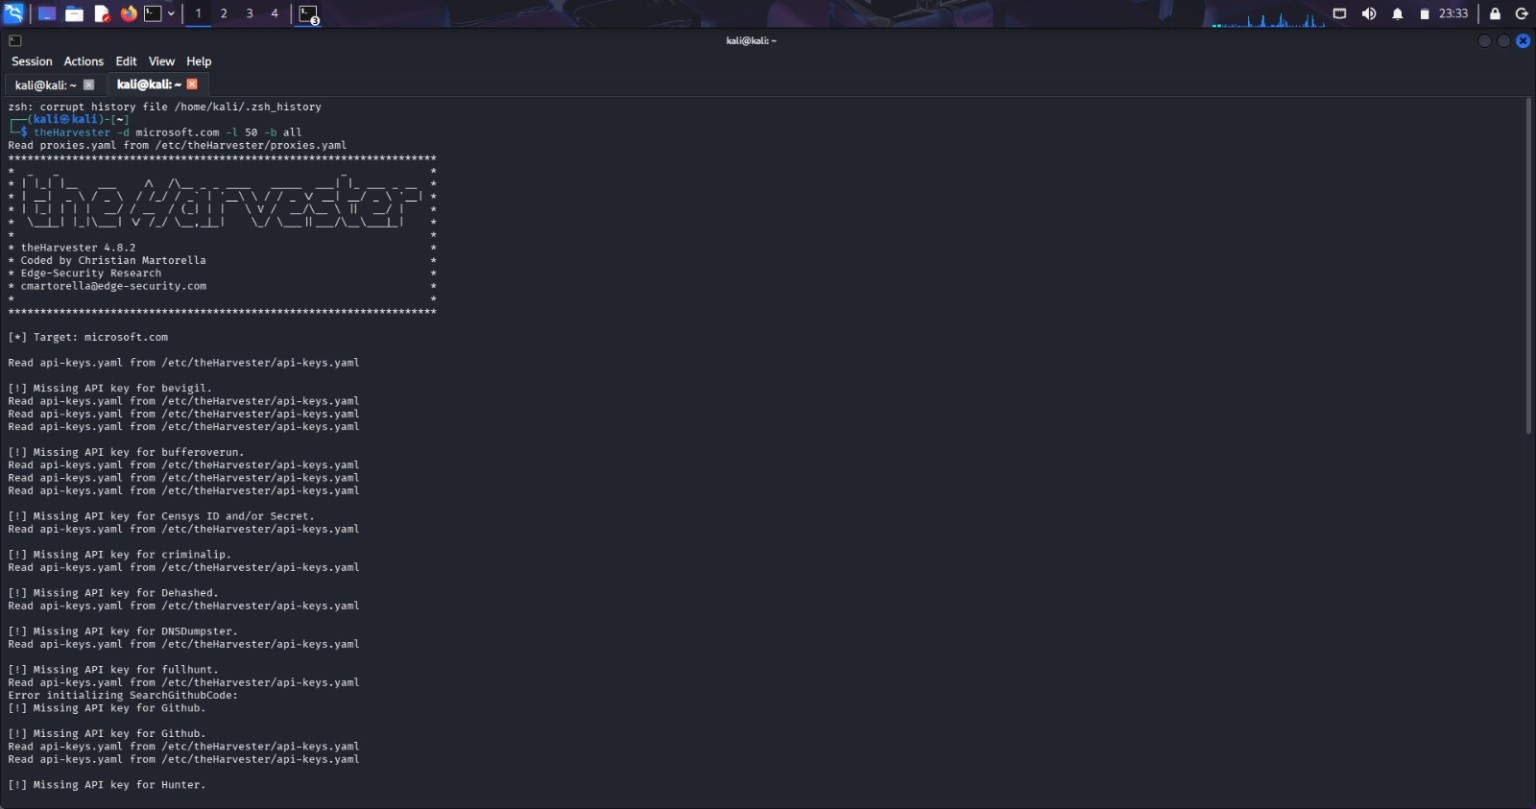 1 2 3 4 3 23:33
kali@kali: ~
Session Actions Edit View Help
kali@kali: ~ kali@kali: ~
zsh: corrupt history file /home/kali/.zsh_history
┌──(kali㉿kali)-[~]
└─$ theHarvester -d microsoft.com -l 50 -b all
Read proxies.yaml from /etc/theHarvester/proxies.yaml
*******************************************************************
theHarvester
* theHarvester 4.8.2 *
* Coded by Christian Martorella *
* Edge-Security Research *
* cmartorella@edge-security.com *
* *
*******************************************************************
[*] Target: microsoft.com
Read api-keys.yaml from /etc/theHarvester/api-keys.yaml
[!] Missing API key for bevigil.
Read api-keys.yaml from /etc/theHarvester/api-keys.yaml
Read api-keys.yaml from /etc/theHarvester/api-keys.yaml
Read api-keys.yaml from /etc/theHarvester/api-keys.yaml
[!] Missing API key for bufferoverun.
Read api-keys.yaml from /etc/theHarvester/api-keys.yaml
Read api-keys.yaml from /etc/theHarvester/api-keys.yaml
Read api-keys.yaml from /etc/theHarvester/api-keys.yaml
[!] Missing API key for Censys ID and/or Secret.
Read api-keys.yaml from /etc/theHarvester/api-keys.yaml
[!] Missing API key for criminalip.
Read api-keys.yaml from /etc/theHarvester/api-keys.yaml
[!] Missing API key for Dehashed.
Read api-keys.yaml from /etc/theHarvester/api-keys.yaml
[!] Missing API key for DNSDumpster.
Read api-keys.yaml from /etc/theHarvester/api-keys.yaml
[!] Missing API key for fullhunt.
Read api-keys.yaml from /etc/theHarvester/api-keys.yaml
Error initializing SearchGithubCode:
[!] Missing API key for Github.
[!] Missing API key for Github.
Read api-keys.yaml from /etc/theHarvester/api-keys.yaml
Read api-keys.yaml from /etc/theHarvester/api-keys.yaml
[!] Missing API key for Hunter.